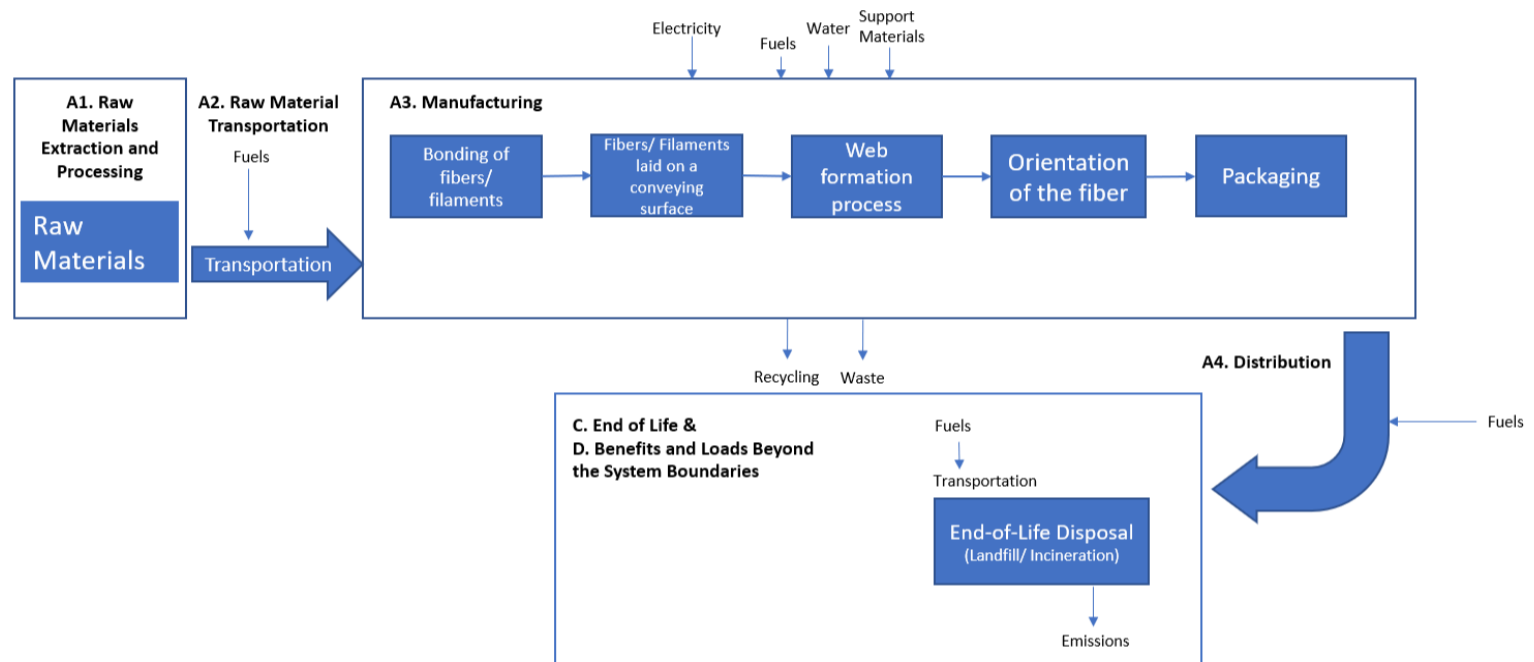 Electricity
Fuels
Water
Support
Materials
A1. Raw
Materials
Extraction and
Processing
Raw
Materials
A2. Raw Material
Transportation
Fuels
Transportation
A3. Manufacturing
Bonding of
fibers/
filaments
Fibers/ Filaments
laid on a
conveying
surface
Web
formation
process
Orientation
of the fiber
Packaging
Recycling
Waste
A4. Distribution
Fuels
C. End of Life &
D. Benefits and Loads Beyond
the System Boundaries
Fuels
Transportation
End-of-Life Disposal
(Landfill/ Incineration)
Emissions